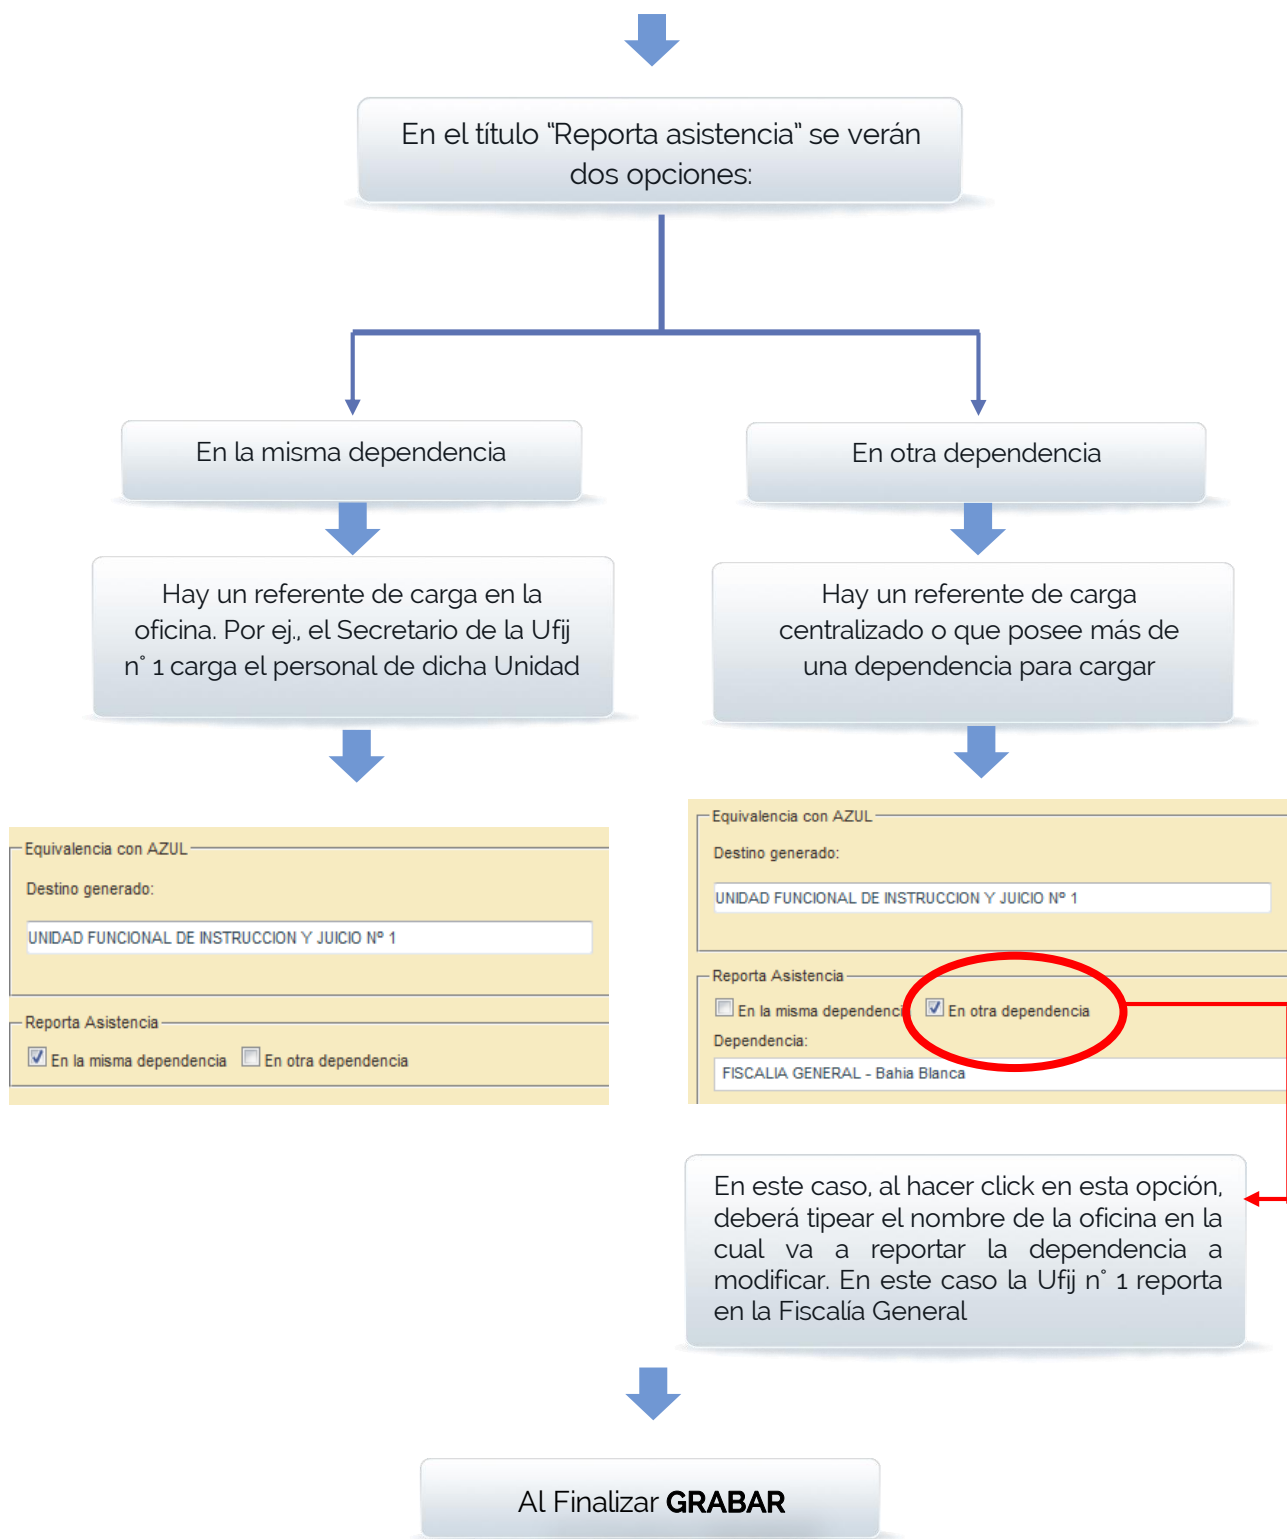 En el título “Reporta asistencia” se verán
dos opciones:
En la misma dependencia
En otra dependencia
Hay un referente de carga en la
oficina. Por ej., el Secretario de la Ufij
n° 1 carga el personal de dicha Unidad
Hay un referente de carga
centralizado o que posee más de
una dependencia para cargar
Equivalencia con AZUL
Destino generado:
UNIDAD FUNCIONAL DE INSTRUCCION Y JUICIO Nº 1
Reporta Asistencia
En la misma dependencia En otra dependencia
Equivalencia con AZUL
Destino generado:
UNIDAD FUNCIONAL DE INSTRUCCION Y JUICIO Nº 1
Reporta Asistencia
En la misma dependenci En otra dependencia
Dependencia:
FISCALIA GENERAL - Bahia Blanca
En este caso, al hacer click en esta opción,
deberá tipear el nombre de la oficina en la
cual va a reportar la dependencia a
modificar. En este caso la Ufij n° 1 reporta
en la Fiscalía General
Al Finalizar GRABAR